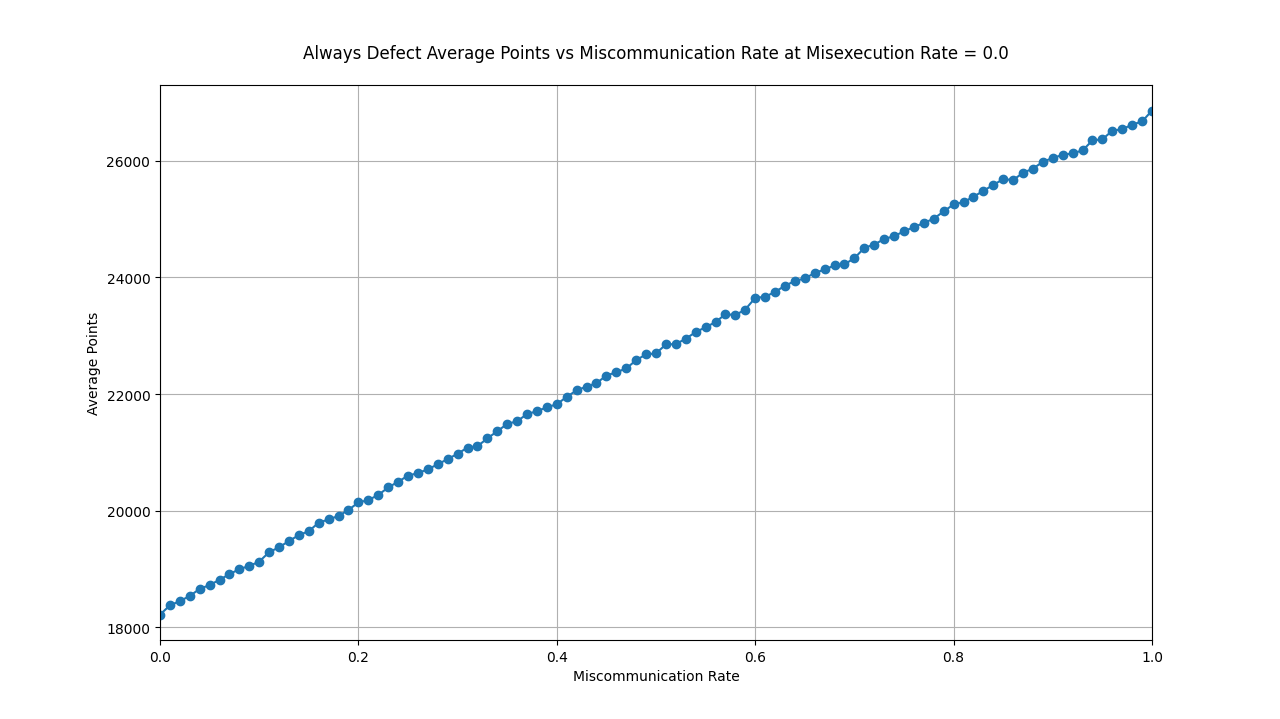 Always Defect Average Points vs Miscommunication Rate at Misexecution Rate = 0.0
26000
24000
22000
20000
18000
Average Points
0.0 0.2 0.4 0.6 0.8 1.0
Miscommunication Rate